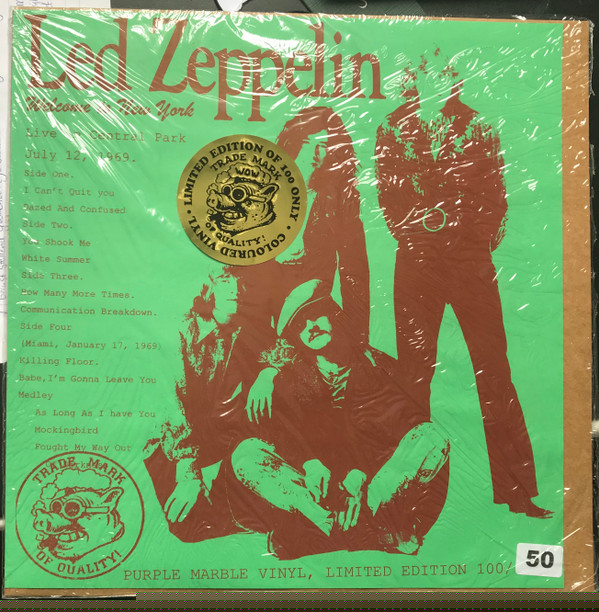 Led Zeppelin
Welcome to New York
Live in Central Park
July 12, 1969.
Side One.
I Can't Quit you
Dazed And Confused
Side Two.
You Shook Me
White Summer
Side Three.
How Many More Times.
Communication Breakdown.
Side Four
(Miami, January 17, 1969)
Killing Floor.
Babe,I'm Gonna Leave You
Medley
As Long As I have You
Mockingbird
Fought My Way Out
LIMITED EDITION OF 100 ONLY • COLOURED VINYL •
TRADE MARK
WOW
OF QUALITY!
TRADE MARK
OF QUALITY!
PURPLE MARBLE VINYL, LIMITED EDITION 100/
50